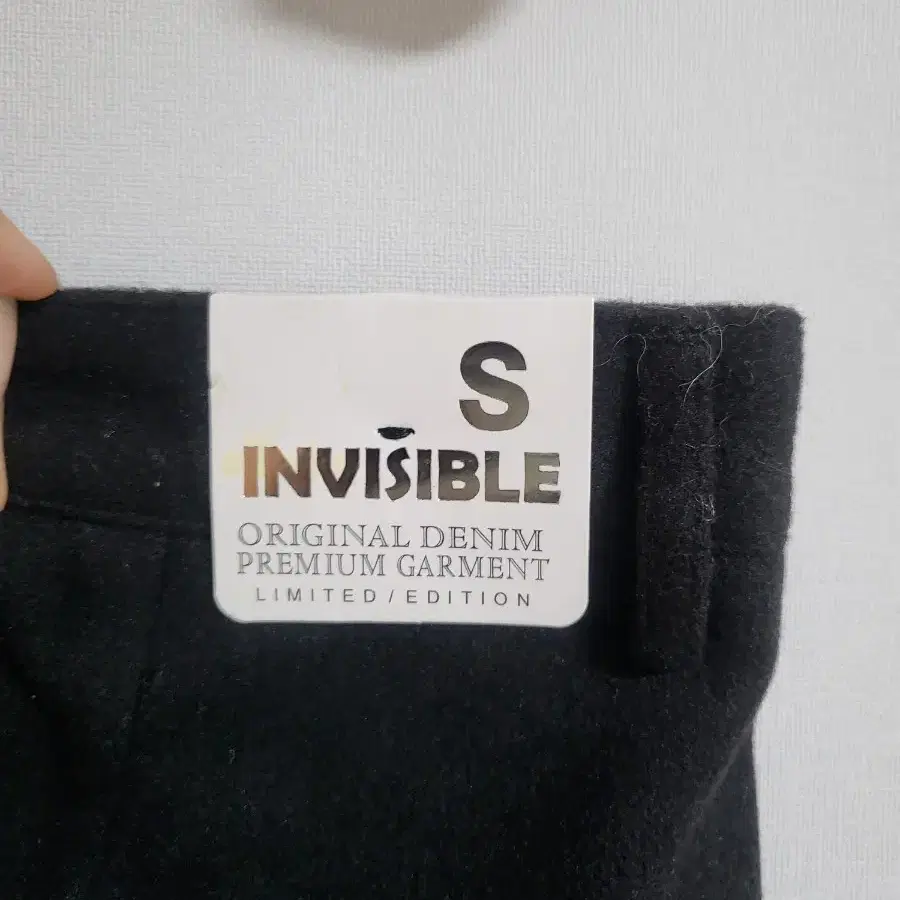 S
INVISIBLE
ORIGINAL DENIM
PREMIUM GARMENT
LIMITED / EDITION